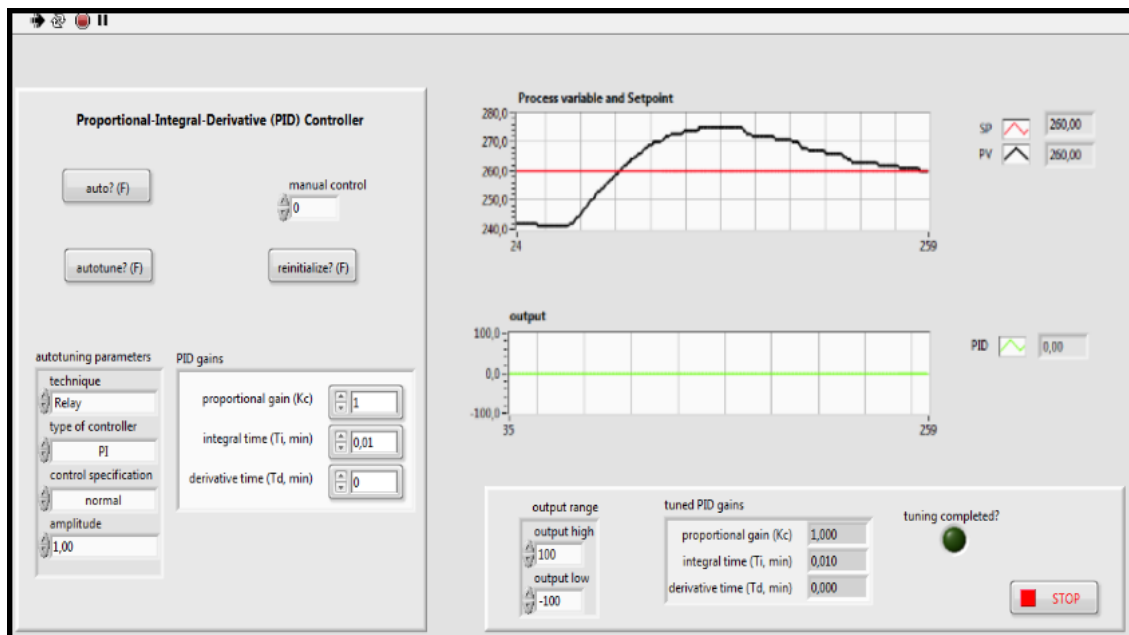 Proportional-Integral-Derivative (PID) Controller
auto? (F)
manual control
0
autotune? (F)
reinitialize? (F)
autotuning parameters
technique
Relay
type of controller
PI
control specification
normal
amplitude
1,00
PID gains
proportional gain (Kc)
1
integral time (Ti, min)
0,01
derivative time (Td, min)
0
Process variable and Setpoint
280,0
270,0
260,0
250,0
240,0
24
259
SP
260,00
PV
260,00
output
100,0
0,0
-100,0
35
259
PID
0,00
output range
output high
100
output low
-100
tuned PID gains
proportional gain (Kc)
1,000
integral time (Ti, min)
0,010
derivative time (Td, min)
0,000
tuning completed?
STOP